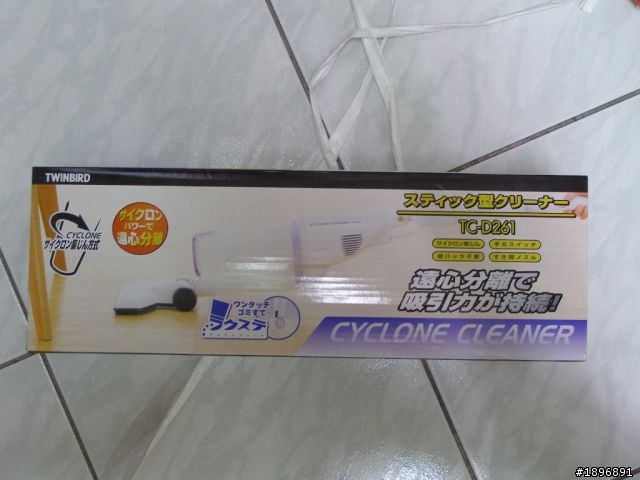 TWINBIRD
スティック型クリーナー
TC-D261
サイクロン集じん
手元スイッチ
紙パック不要
すき間ノズル
CYCLONE
サイクロン集じん方式
サイクロン
パワーで
遠心分離
遠心分離で
吸引力が持続!
ワンタッチ
ゴミすて
ラクステ
CYCLONE CLEANER
#1896891